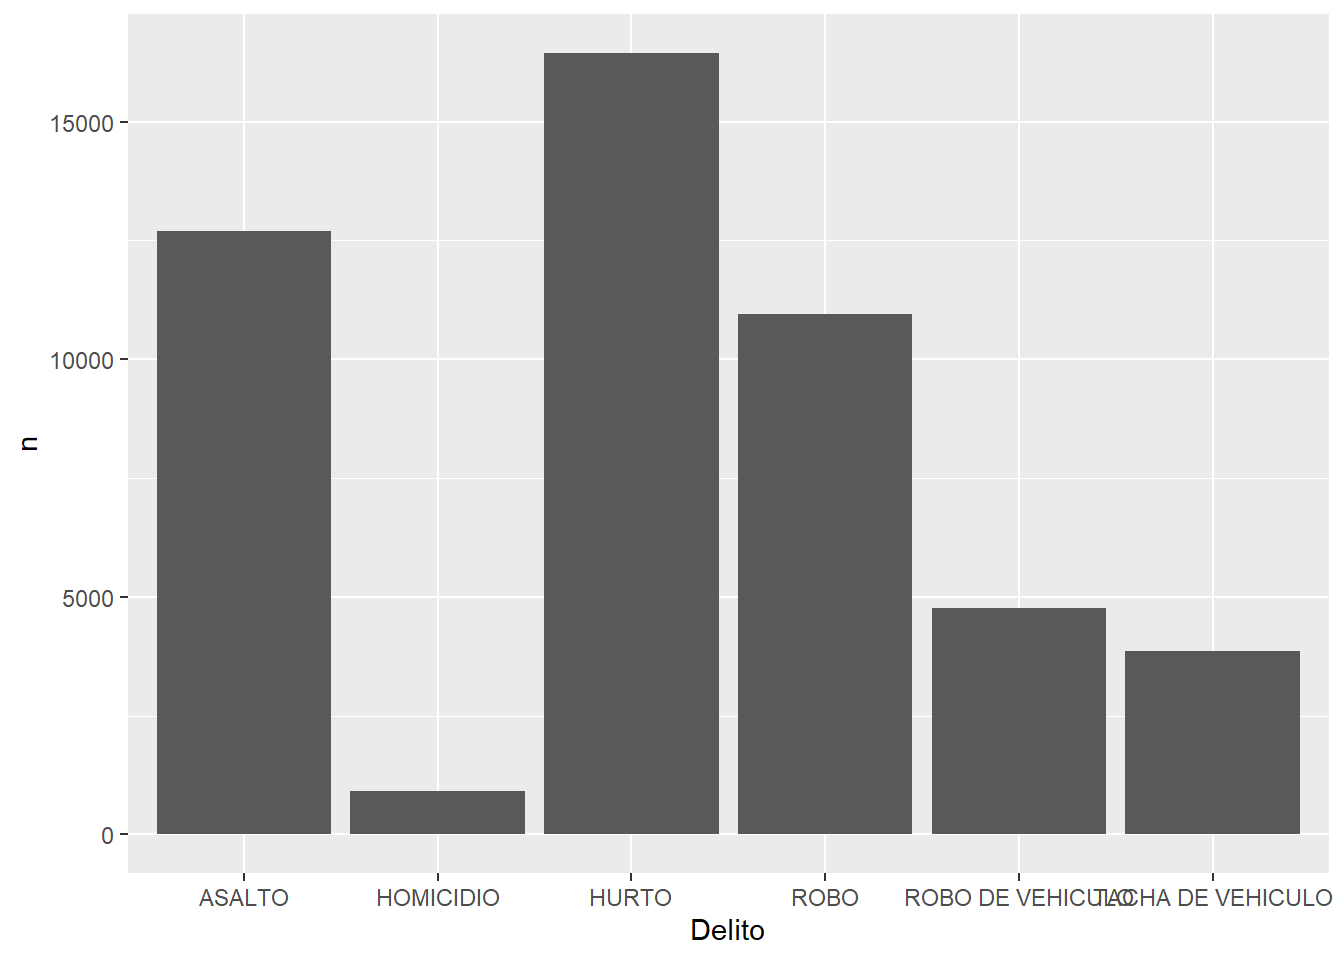 15000
10000
5000
0
n
ASALTO HOMICIDIO HURTO ROBO ROBO DE VEHICULO TACHA DE VEHICULO
Delito